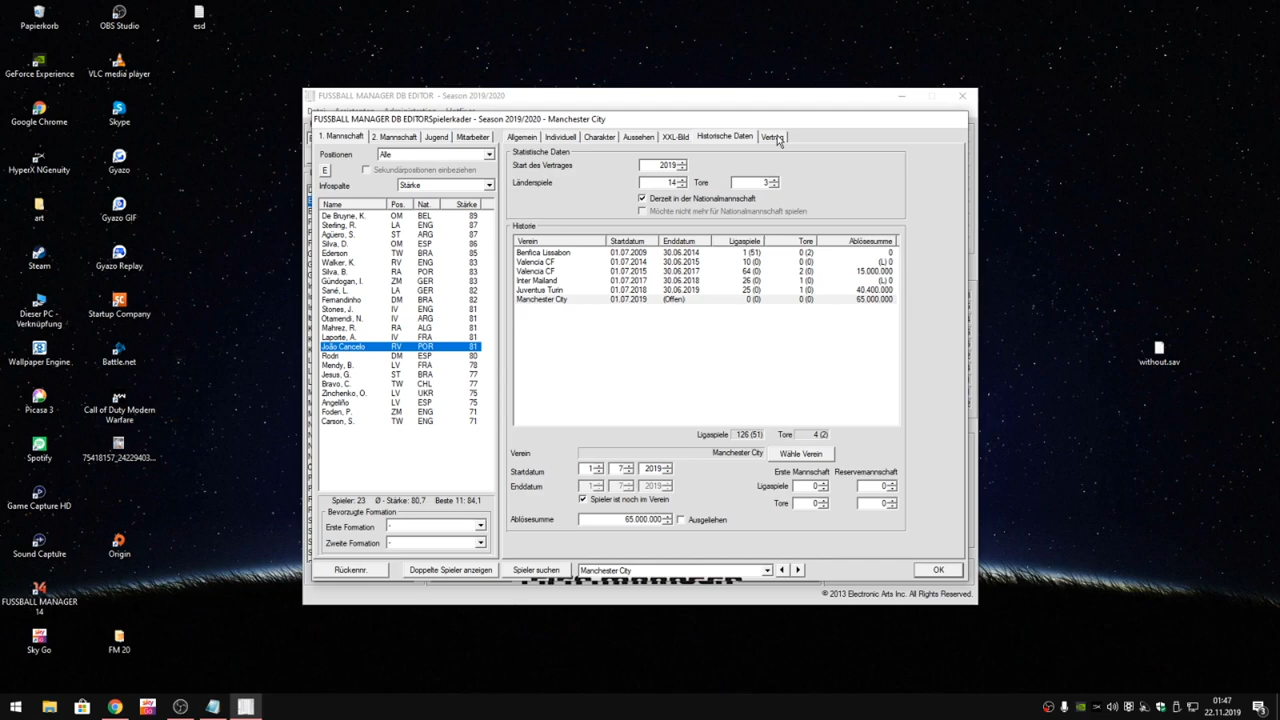 Papierkorb
OBS Studio
esd
GeForce Experience
VLC media player
Google Chrome
Skype
HyperX NGenuity
Gyazo
art
Gyazo GIF
Steam
Gyazo Replay
Dieser PC -
Verknüpfung
Startup Company
Wallpaper Engine
Battle.net
Picasa 3
Call of Duty Modern
Warfare
Spotify
75418157_24229403...
Game Capture HD
Sound Capture
Origin
FUSSBALL MANAGER
14
Sky Go
FM 20
without.sav
FUSSBALL MANAGER DB EDITOR - Season 2019/2020
FUSSBALL MANAGER DB EDITORSpielerkader - Season 2019/2020 - Manchester City
1. Mannschaft 2. Mannschaft Jugend Mitarbeiter
Positionen Alle
E Sekundärpositionen einbeziehen
Infospalte Stärke
Name Pos. Nat. Stärke
De Bruyne, K. OM BEL 89
Sterling, R. LA ENG 87
Agüero, S. ST ARG 87
Silva, D. OM ESP 86
Ederson TW BRA 85
Walker, K. RV ENG 83
Silva, B. RA POR 83
Gündogan, I. ZM GER 83
Sané, L. LA GER 82
Fernandinho DM BRA 82
Stones, J. IV ENG 81
Otamendi, N. IV ARG 81
Mahrez, R. RA ALG 81
Laporte, A. IV FRA 81
João Cancelo RV POR 81
Rodri DM ESP 80
Mendy, B. LV FRA 78
Jesus, G. ST BRA 77
Bravo, C. TW CHL 77
Zinchenko, O. LV UKR 75
Angeliño LV ESP 75
Foden, P. ZM ENG 71
Carson, S. TW ENG 71
Spieler: 23 Ø - Stärke: 80,7 Beste 11: 84,1
Bevorzugte Formation
Erste Formation -
Zweite Formation -
Rückennr. Doppelte Spieler anzeigen Spieler suchen Manchester City OK
Allgemein Individuell Charakter Aussehen XXL-Bild Historische Daten Vertrag
Statistische Daten
Start des Vertrages 2019
Länderspiele 14 Tore 3
Derzeit in der Nationalmannschaft
Möchte nicht mehr für Nationalmannschaft spielen
Historie
Verein Startdatum Enddatum Ligaspiele Tore Ablösesumme
Benfica Lissabon 01.07.2009 30.06.2014 1 (51) 0 (2) 0
Valencia CF 01.07.2014 30.06.2015 10 (0) 0 (0) (L) 0
Valencia CF 01.07.2015 30.06.2017 64 (0) 2 (0) 15.000.000
Inter Mailand 01.07.2017 30.06.2018 26 (0) 1 (0) (L) 0
Juventus Turin 01.07.2018 30.06.2019 25 (0) 1 (0) 40.400.000
Manchester City 01.07.2019 (Offen) 0 (0) 0 (0) 65.000.000
Ligaspiele 126 (51) Tore 4 (2)
Verein Manchester City Wähle Verein
Startdatum 1 7 2019 Erste Mannschaft Reservemannschaft
Enddatum 1 7 2019 Ligaspiele 0 0
Spieler ist noch im Verein Tore 0 0
Ablösesumme 65.000.000 Ausgeliehen
© 2013 Electronic Arts Inc. All Rights Reserved.
01:47
22.11.2019